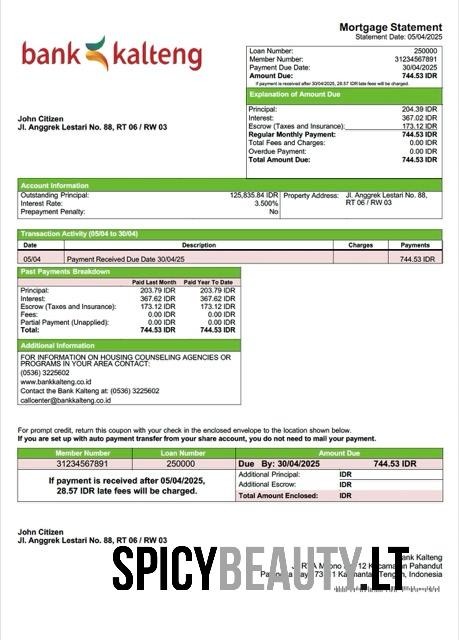 Mortgage Statement
Statement Date: 05/04/2025
bank kalteng
Loan Number: 250000
Member Number: 31234567891
Payment Due Date: 30/04/2025
Amount Due: 744.53 IDR
If payment is received after 30/04/2025, 28.57 IDR late fees will be charged.
Explanation of Amount Due
Principal: 204.39 IDR
Interest: 367.02 IDR
Escrow (Taxes and Insurance): 173.12 IDR
Regular Monthly Payment: 744.53 IDR
Total Fees and Charges: 0.00 IDR
Overdue Payment: 0.00 IDR
Total Amount Due: 744.53 IDR
John Citizen
Jl. Anggrek Lestari No. 88, RT 06 / RW 03
Account Information
Outstanding Principal: 125,835.84 IDR
Interest Rate: 3.500%
Prepayment Penalty: No
Property Address: Jl. Anggrek Lestari No. 88,
RT 06 / RW 03
Transaction Activity (05/04 to 30/04)
Date Description Charges Payments
05/04 Payment Received Due Date 30/04/25 744.53 IDR
Past Payments Breakdown
Paid Last Month Paid Year To Date
Principal: 203.79 IDR 203.79 IDR
Interest: 367.62 IDR 367.62 IDR
Escrow (Taxes and Insurance): 173.12 IDR 173.12 IDR
Fees: 0.00 IDR 0.00 IDR
Partial Payment (Unapplied): 0.00 IDR 0.00 IDR
Total: 744.53 IDR 744.53 IDR
Additional Information
FOR INFORMATION ON HOUSING COUNSELING AGENCIES OR
PROGRAMS IN YOUR AREA CONTACT:
(0536) 3225602
www.bankkalteng.co.id
Contact the Bank Kalteng at: (0536) 3225602
callcenter@bankkalteng.co.id
For prompt credit, return this coupon with your check in the enclosed envelope to the location shown below.
If you are set up with auto payment transfer from your share account, you do not need to mail your payment.
Member Number Loan Number Amount Due
31234567891 250000 Due By: 30/04/2025 744.53 IDR
If payment is received after 05/04/2025,
28.57 IDR late fees will be charged.
Additional Principal: IDR
Additional Escrow: IDR
Total Amount Enclosed: IDR
John Citizen
Jl. Anggrek Lestari No. 88, RT 06 / RW 03
Kalteng
Pahandut
Indonesia
SPICYBEAUTY.LT